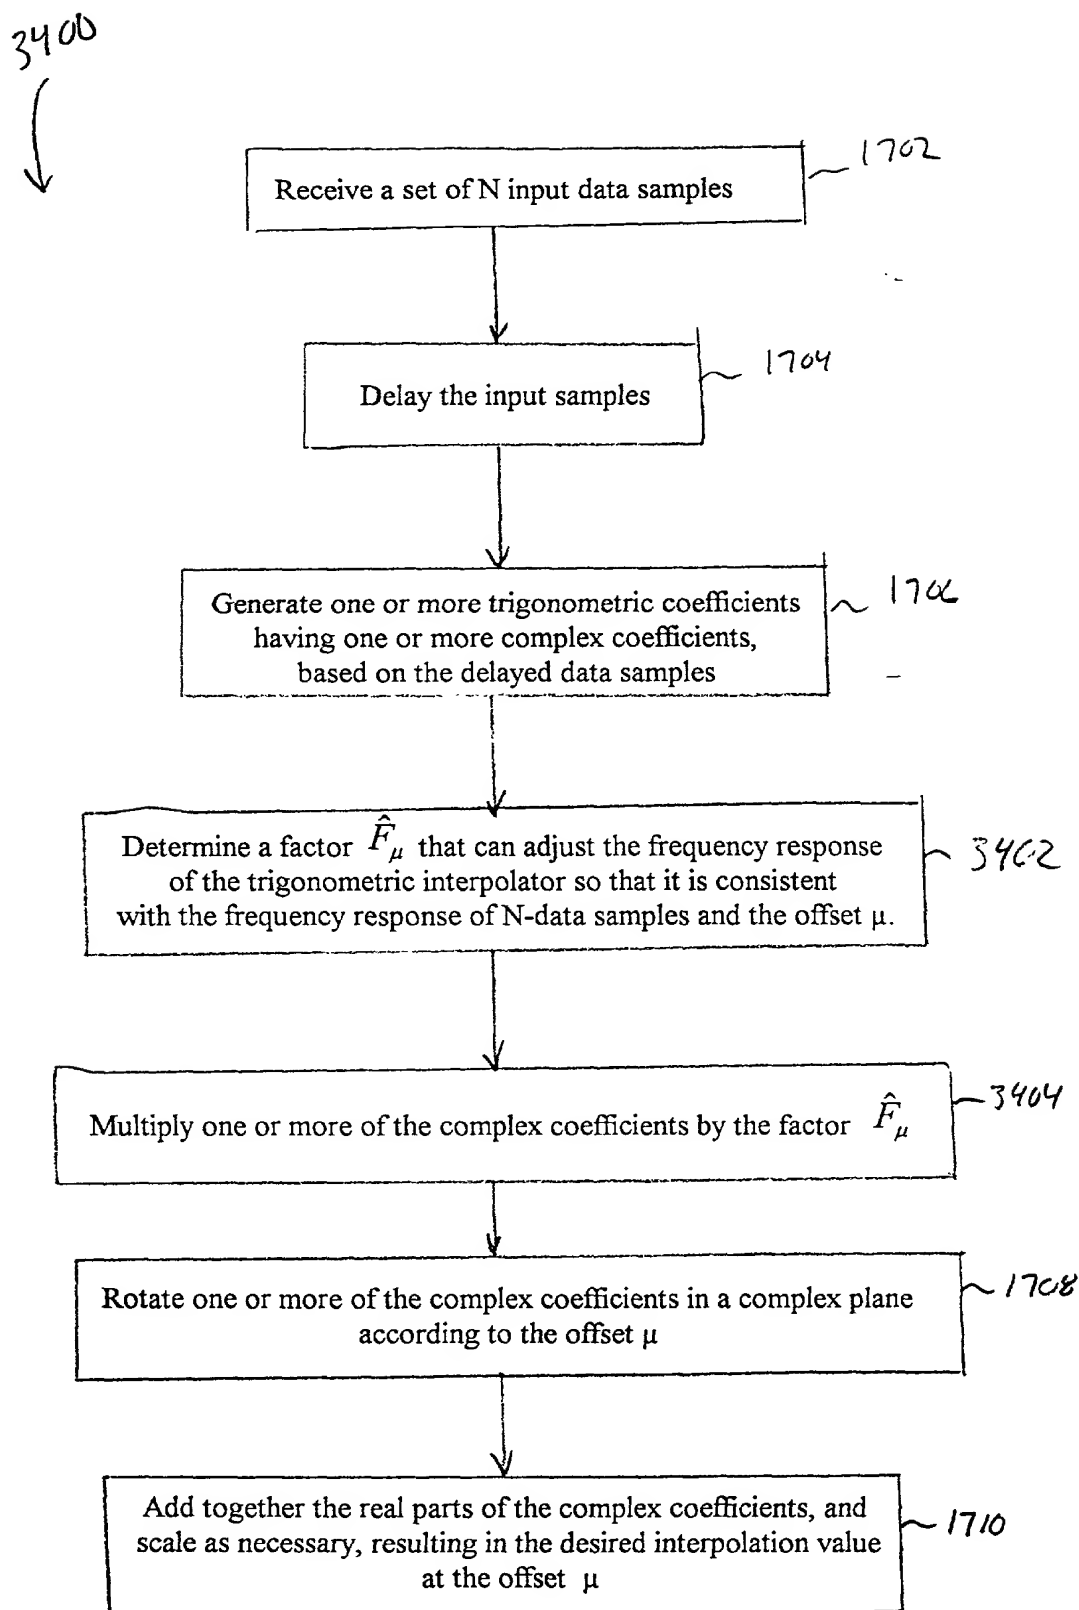 3400
Receive a set of N input data samples
1702
Delay the input samples
1704
Generate one or more trigonometric coefficients
having one or more complex coefficients,
based on the delayed data samples
1706
Determine a factor F̂μ that can adjust the frequency response
of the trigonometric interpolator so that it is consistent
with the frequency response of N-data samples and the offset μ.
3402
Multiply one or more of the complex coefficients by the factor F̂μ
3404
Rotate one or more of the complex coefficients in a complex plane
according to the offset μ
1708
Add together the real parts of the complex coefficients, and
scale as necessary, resulting in the desired interpolation value
at the offset μ
1710